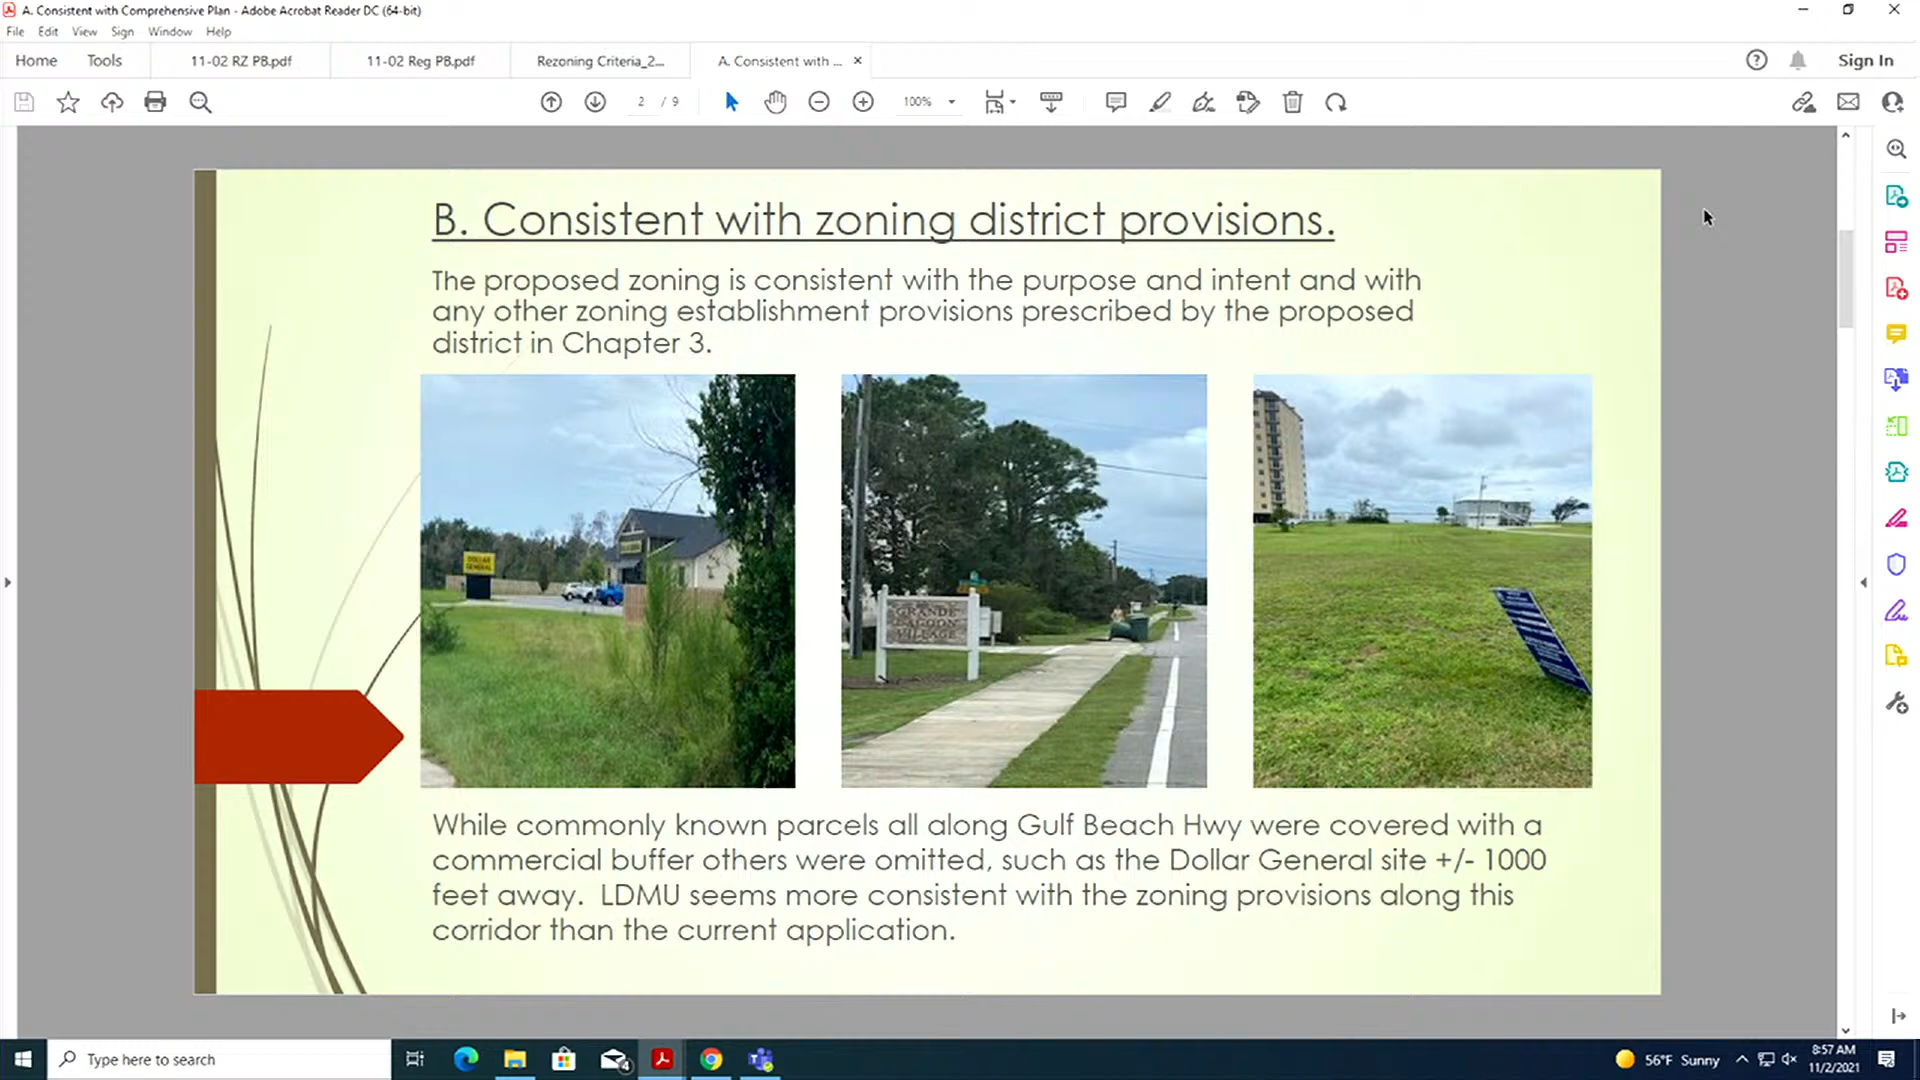 A. Consistent with Comprehensive Plan - Adobe Acrobat Reader DC (64-bit)
File Edit View Sign Window Help
Home Tools 11-02 RZ PB.pdf 11-02 Reg PB.pdf Rezoning Criteria_2... A. Consistent with ... Sign In
2 / 9 100%
B. Consistent with zoning district provisions.
The proposed zoning is consistent with the purpose and intent and with
any other zoning establishment provisions prescribed by the proposed
district in Chapter 3.
DOLLAR
GENERAL
GRANDE
LAGOON
VILLAGE
While commonly known parcels all along Gulf Beach Hwy were covered with a
commercial buffer others were omitted, such as the Dollar General site +/- 1000
feet away. LDMU seems more consistent with the zoning provisions along this
corridor than the current application.
Type here to search
4
56°F Sunny
8:57 AM
11/2/2021